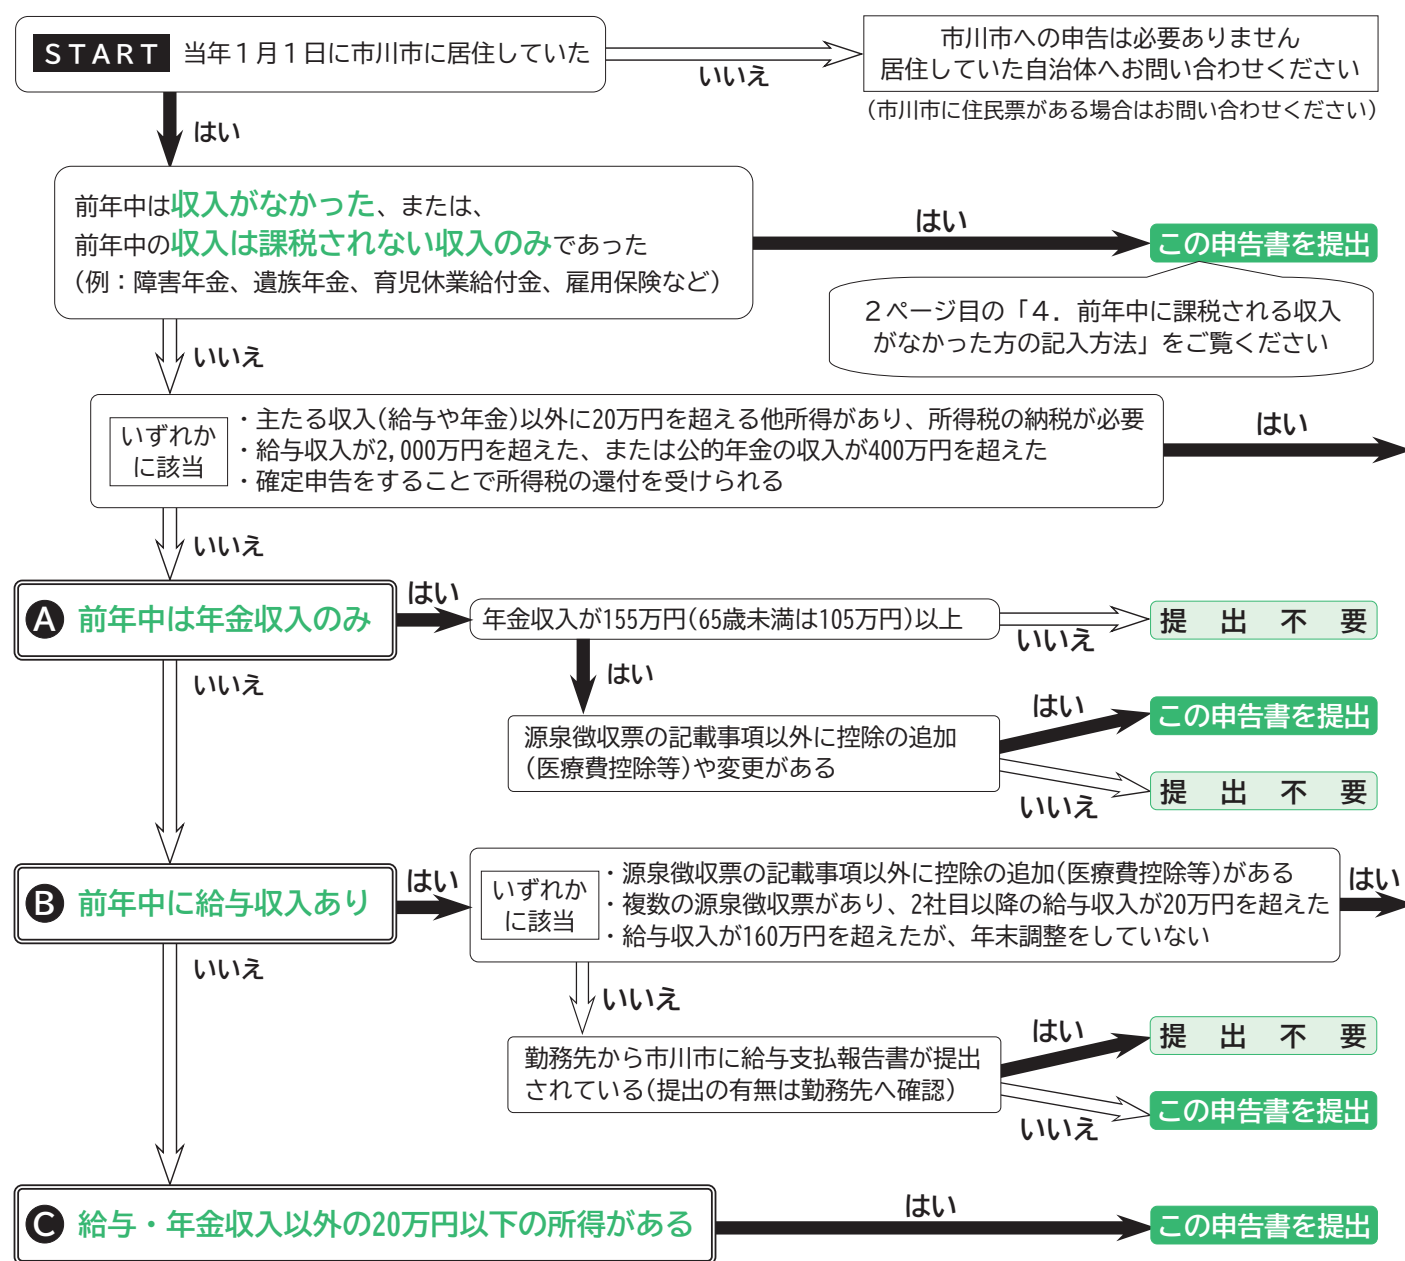 START 当年1月1日に市川市に居住していた
いいえ
市川市への申告は必要ありません
居住していた自治体へお問い合わせください
(市川市に住民票がある場合はお問い合わせください)
はい
前年中は収入がなかった、または、
前年中の収入は課税されない収入のみであった
(例：障害年金、遺族年金、育児休業給付金、雇用保険など)
はい
この申告書を提出
2ページ目の「4．前年中に課税される収入
がなかった方の記入方法」をご覧ください
いいえ
いずれか
に該当
・主たる収入(給与や年金)以外に20万円を超える他所得があり、所得税の納税が必要
・給与収入が2,000万円を超えた、または公的年金の収入が400万円を超えた
・確定申告をすることで所得税の還付を受けられる
はい
いいえ
A 前年中は年金収入のみ
はい
年金収入が155万円(65歳未満は105万円)以上
いいえ
提出不要
はい
源泉徴収票の記載事項以外に控除の追加
(医療費控除等)や変更がある
はい
この申告書を提出
いいえ
提出不要
いいえ
B 前年中に給与収入あり
はい
いずれか
に該当
・源泉徴収票の記載事項以外に控除の追加(医療費控除等)がある
・複数の源泉徴収票があり、2社目以降の給与収入が20万円を超えた
・給与収入が160万円を超えたが、年末調整をしていない
はい
いいえ
勤務先から市川市に給与支払報告書が提出
されている(提出の有無は勤務先へ確認)
はい
提出不要
いいえ
この申告書を提出
いいえ
C 給与・年金収入以外の20万円以下の所得がある
はい
この申告書を提出